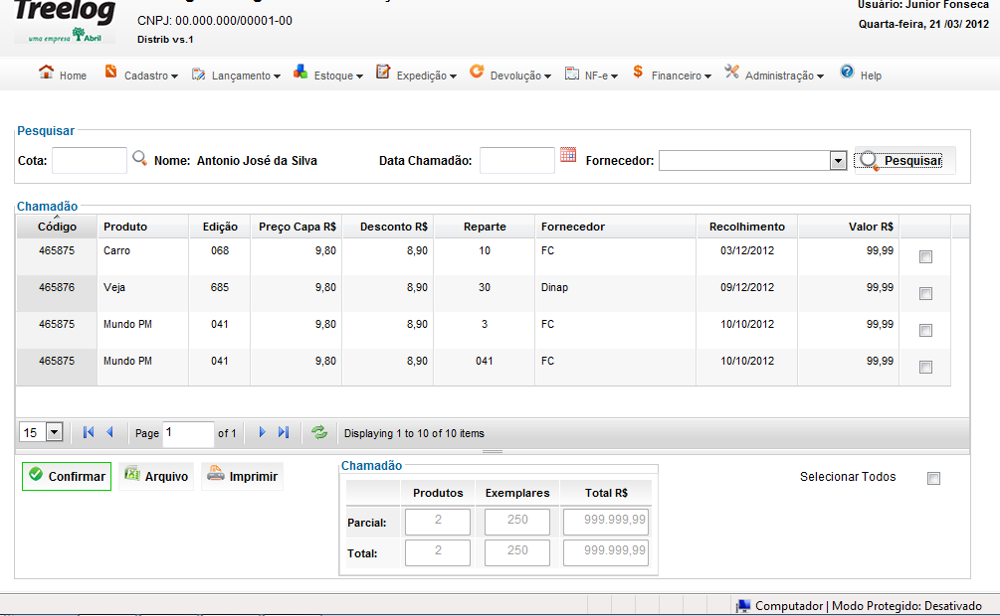 Treelog
uma empresa Abril
CNPJ: 00.000.000/00001-00
Distrib vs.1
Usuário: Junior Fonseca
Quarta-feira, 21 /03/ 2012
Home Cadastro Lançamento Estoque Expedição Devolução NF-e Financeiro Administração Help
Pesquisar
Cota: Nome: Antonio José da Silva Data Chamadão: Fornecedor: Pesquisar
Chamadão
Código Produto Edição Preço Capa R$ Desconto R$ Reparte Fornecedor Recolhimento Valor R$
465875 Carro 068 9,80 8,90 10 FC 03/12/2012 99,99
465876 Veja 685 9,80 8,90 30 Dinap 09/12/2012 99,99
465875 Mundo PM 041 9,80 8,90 3 FC 10/10/2012 99,99
465875 Mundo PM 041 9,80 8,90 041 FC 10/10/2012 99,99
15 Page 1 of 1 Displaying 1 to 10 of 10 items
Confirmar Arquivo Imprimir
Chamadão
Selecionar Todos
Produtos Exemplares Total R$
Parcial: 2 250 999.999,99
Total: 2 250 999.999,99
Computador | Modo Protegido: Desativado